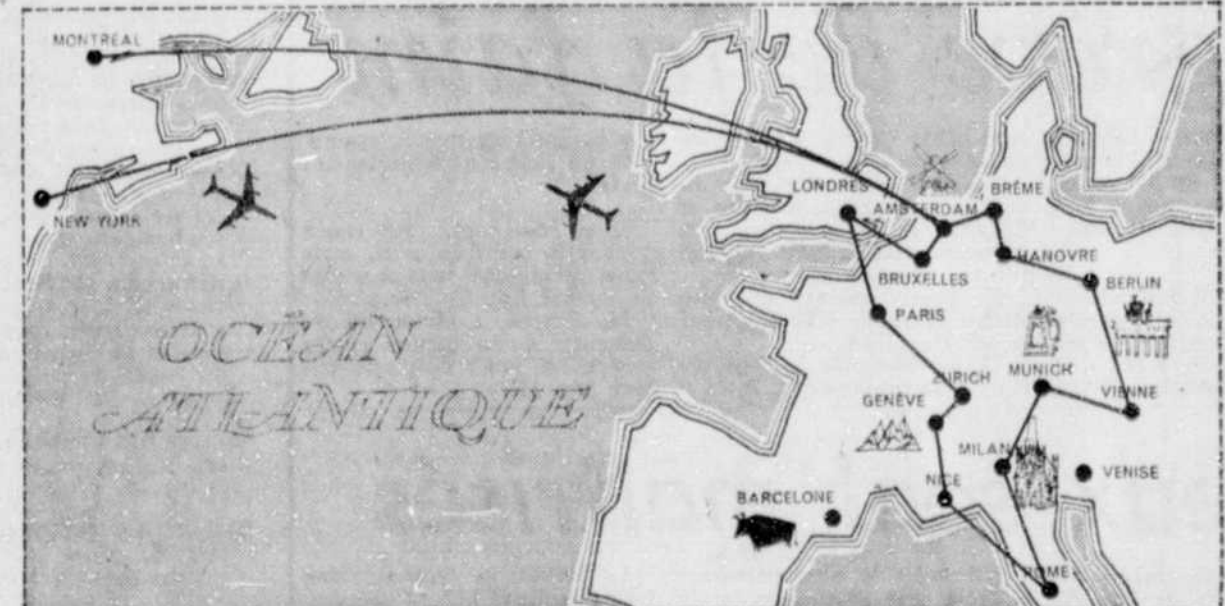 MONTRÉAL
NEW YORK
OCÉAN
ATLANTIQUE
LONDRES
AMSTERDAM
BRÊME
HANOVRE
BRUXELLES
BERLIN
PARIS
ZURICH
MUNICH
GENÈVE
VIENNE
MILAN
VENISE
NICE
BARCELONE
ROME